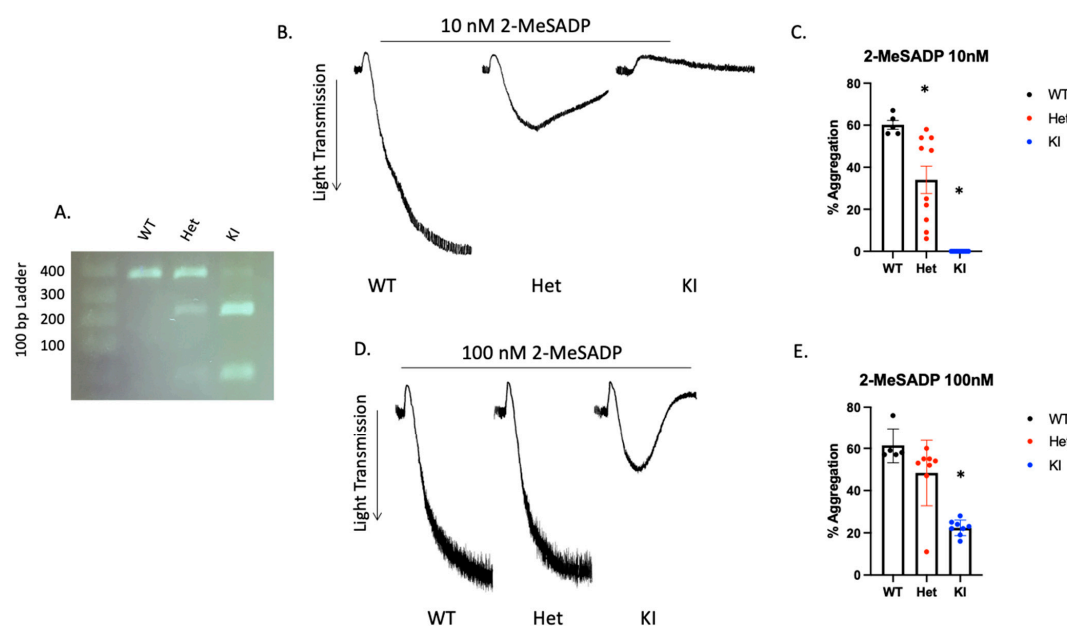 A.
WT
Het
KI
100 bp Ladder
400
300
200
100
B.
10 nM 2-MeSADP
Light Transmission
WT
Het
KI
C.
2-MeSADP 10nM
% Aggregation
80
60
40
20
0
*
*
WT
Het
KI
WT
Het
KI
D.
100 nM 2-MeSADP
Light Transmission
WT
Het
KI
E.
2-MeSADP 100nM
% Aggregation
80
60
40
20
0
*
WT
Het
KI
WT
Het
KI